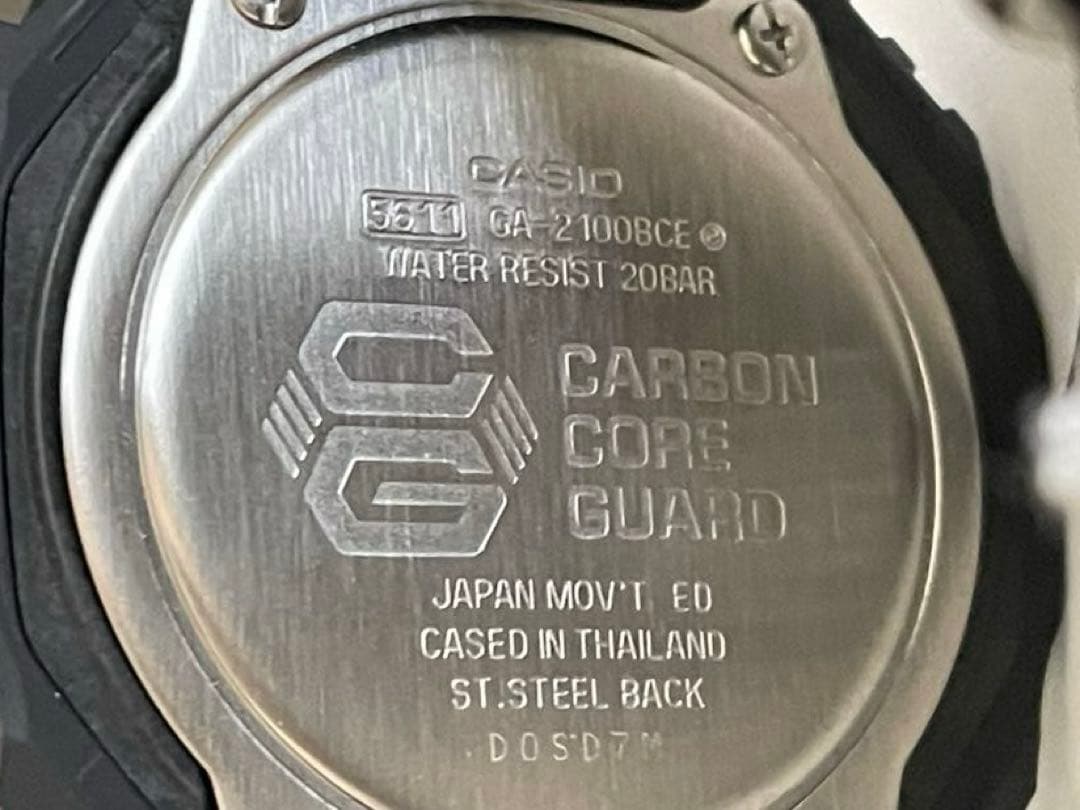 CASIO
5611 GA-2100BCE
WATER RESIST 20BAR
CG
CARBON
CORE
GUARD
JAPAN MOV'T ED
CASED IN THAILAND
ST.STEEL BACK